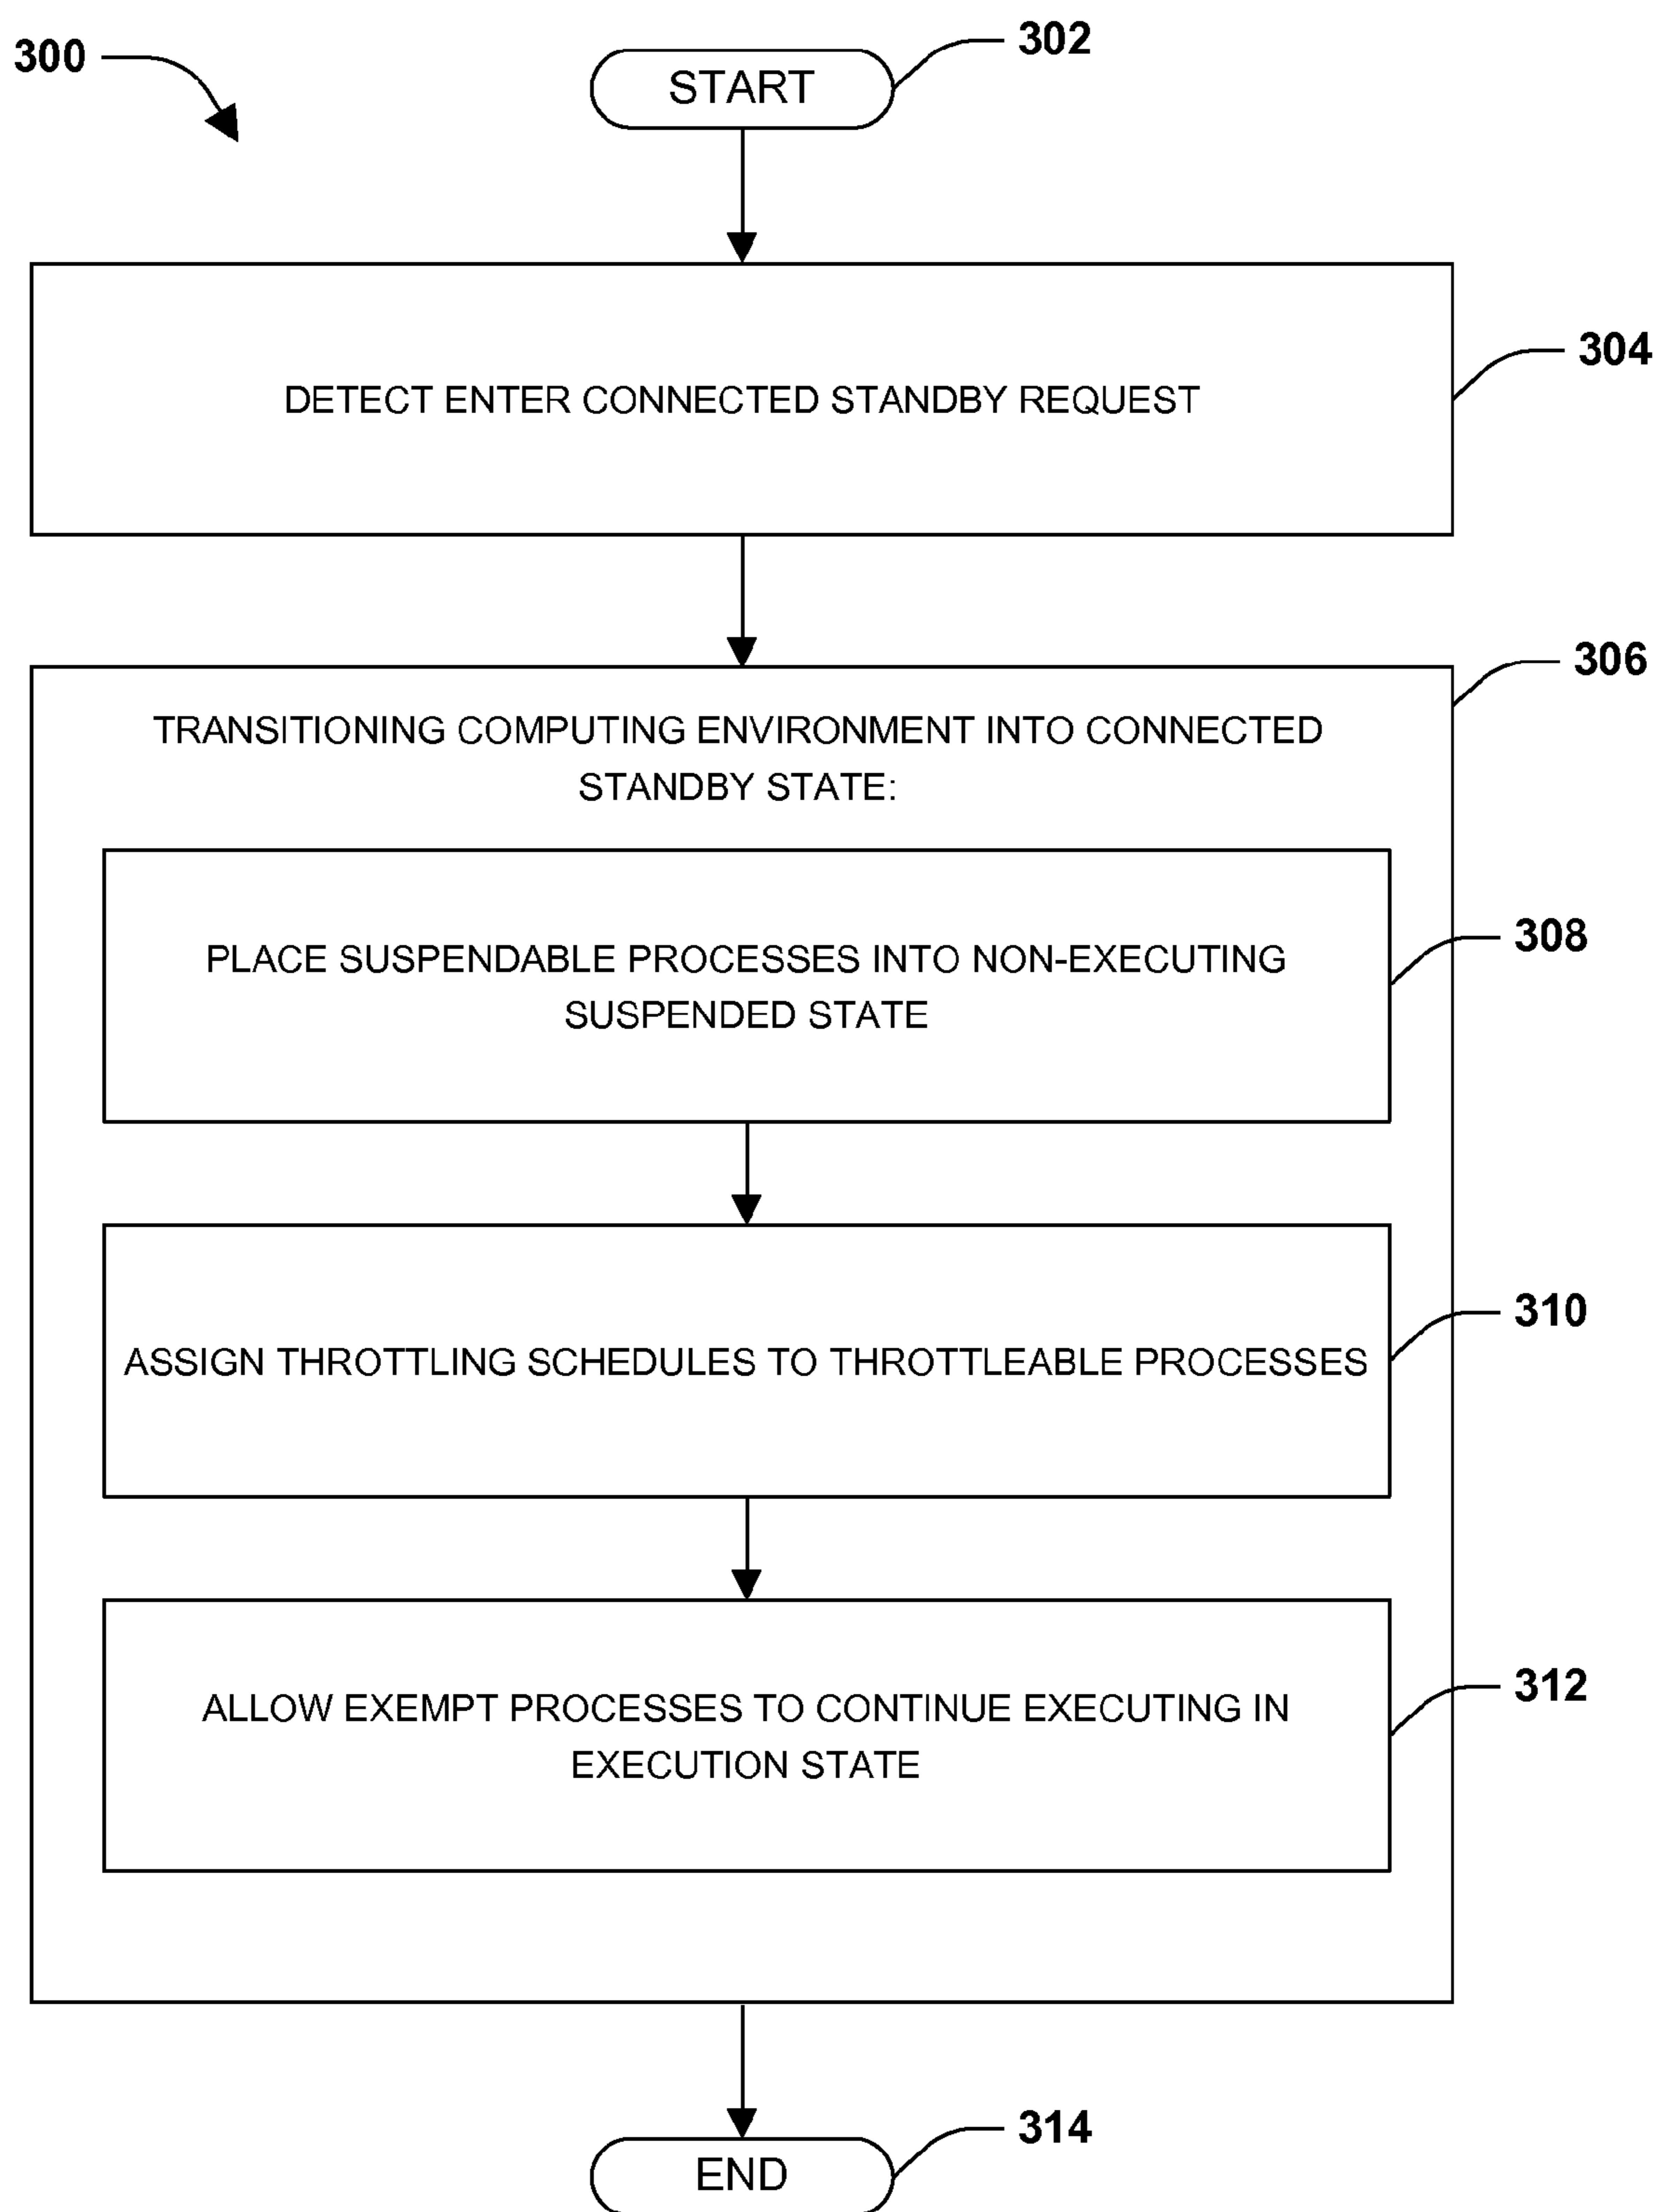 300
302
START
304
DETECT ENTER CONNECTED STANDBY REQUEST
306
TRANSITIONING COMPUTING ENVIRONMENT INTO CONNECTED
STANDBY STATE:
308
PLACE SUSPENDABLE PROCESSES INTO NON-EXECUTING
SUSPENDED STATE
310
ASSIGN THROTTLING SCHEDULES TO THROTTLEABLE PROCESSES
312
ALLOW EXEMPT PROCESSES TO CONTINUE EXECUTING IN
EXECUTION STATE
314
END